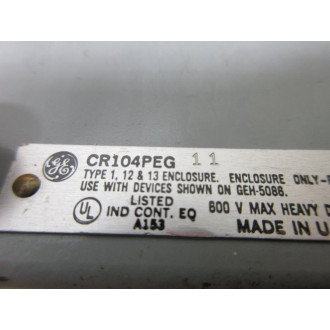 GE CR104PEG 11
TYPE 1, 12 & 13 ENCLOSURE. ENCLOSURE ONLY-
USE WITH DEVICES SHOWN ON GEH-5086.
UL LISTED
IND CONT. EQ 600 V MAX HEAVY
A153 MADE IN U